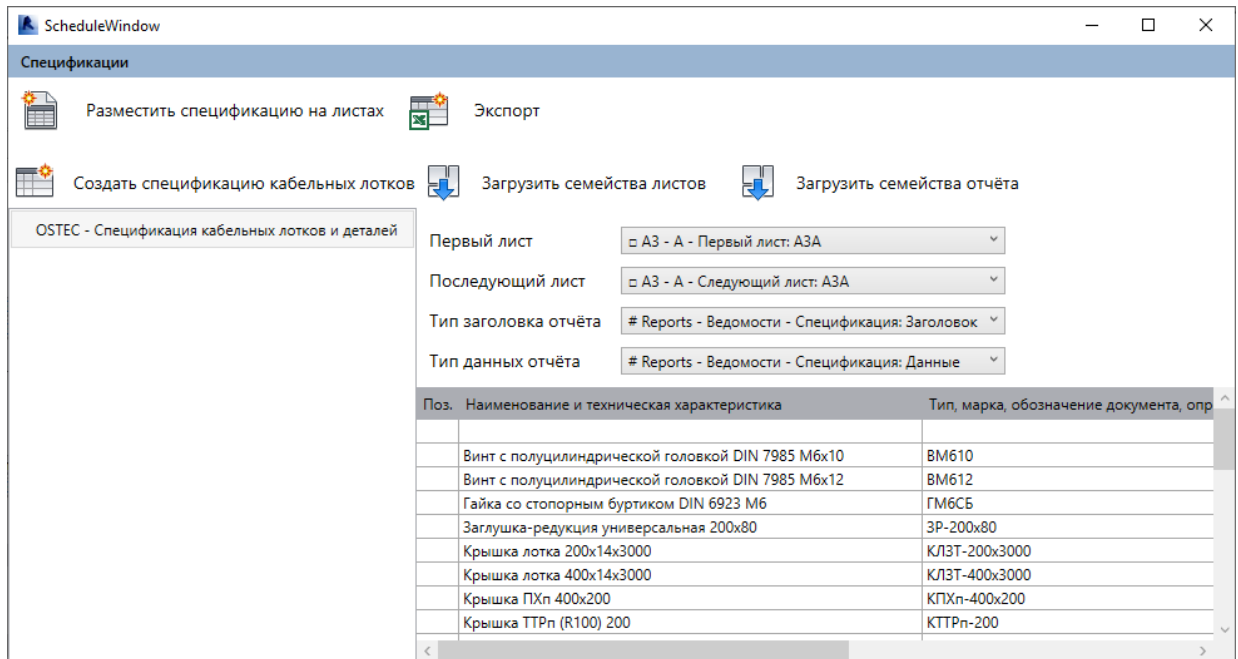 ScheduleWindow
Спецификации
Разместить спецификацию на листах Экспорт
Создать спецификацию кабельных лотков Загрузить семейства листов Загрузить семейства отчёта
OSTEC - Спецификация кабельных лотков и деталей
Первый лист □ А3 - А - Первый лист: А3А
Последующий лист □ А3 - А - Следующий лист: А3А
Тип заголовка отчёта # Reports - Ведомости - Спецификация: Заголовок
Тип данных отчёта # Reports - Ведомости - Спецификация: Данные
Поз. Наименование и техническая характеристика Тип, марка, обозначение документа, опр
Винт с полуцилиндрической головкой DIN 7985 М6х10 ВМ610
Винт с полуцилиндрической головкой DIN 7985 М6х12 ВМ612
Гайка со стопорным буртиком DIN 6923 М6 ГМ6СБ
Заглушка-редукция универсальная 200х80 ЗР-200х80
Крышка лотка 200х14х3000 КЛЗТ-200х3000
Крышка лотка 400х14х3000 КЛЗТ-400х3000
Крышка ПХп 400х200 КПХп-400х200
Крышка ТТРп (R100) 200 КТТРп-200